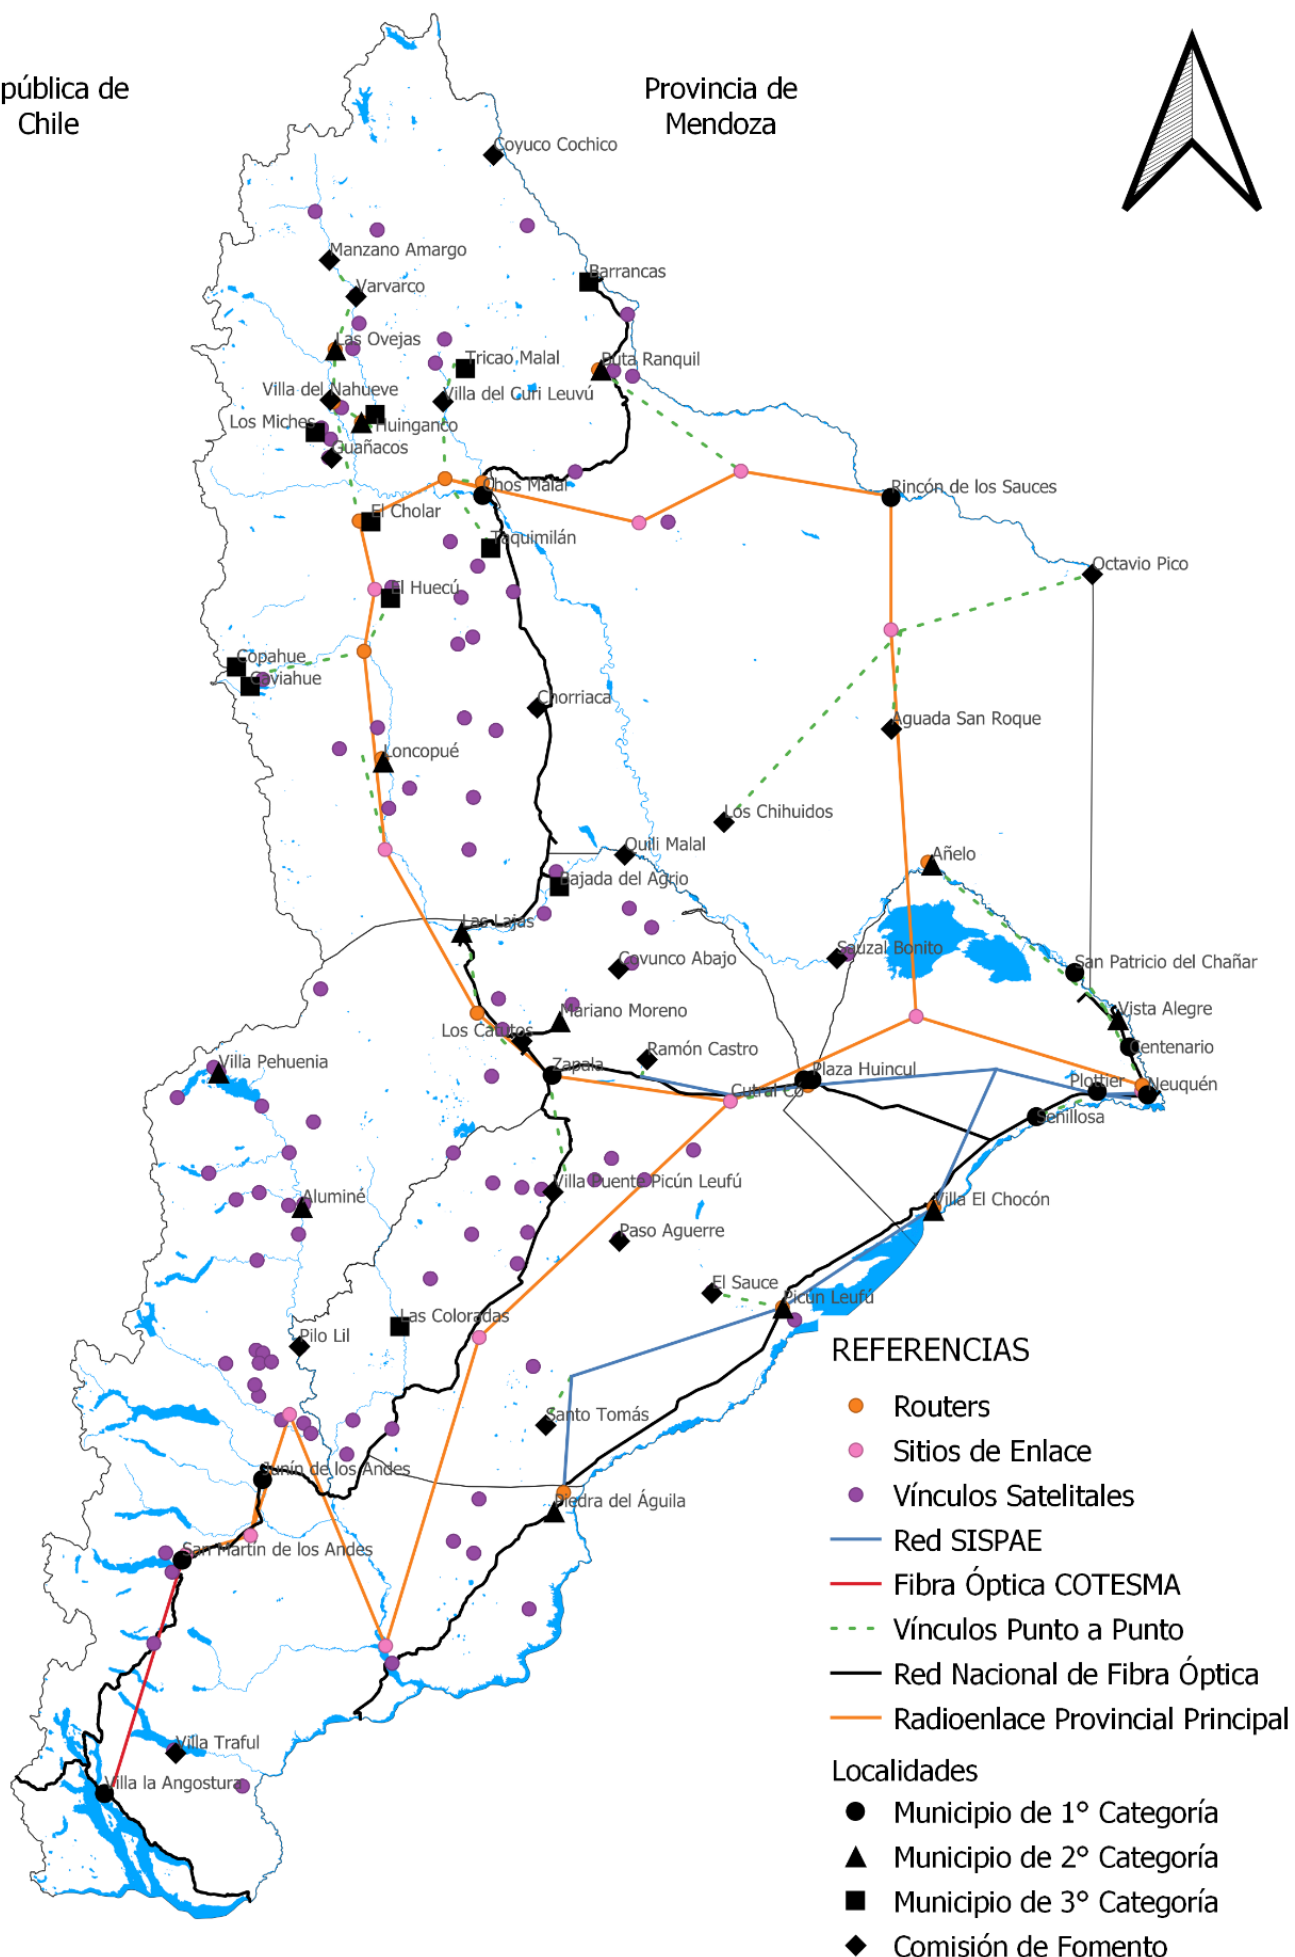 pública de
Chile
Provincia de
Mendoza
Coyuco Cochico
Manzano Amargo
Barrancas
Varvarco
Las Ovejas
Tricao Malal
Buta Ranquil
Villa del Nahueve
Villa del Curi Leuvú
Los Miches
Huinganco
Guañacos
Chos Malal
Rincón de los Sauces
El Cholar
Taquimilán
Octavio Pico
El Huecú
Copahue
Caviahue
Chorriaca
Aguada San Roque
Loncopué
Los Chihuidos
Quili Malal
Añelo
Bajada del Agrio
Las Lajas
Sauzal Bonito
Covunco Abajo
San Patricio del Chañar
Mariano Moreno
Vista Alegre
Los Catutos
Ramón Castro
Centenario
Villa Pehuenia
Zapala
Plaza Huincul
Cutral Có
Plottier
Neuquén
Senillosa
Villa Puente Picún Leufú
Aluminé
Villa El Chocón
Paso Aguerre
El Sauce
Picún Leufú
Las Coloradas
Pilo Lil
REFERENCIAS
Routers
Santo Tomás
Sitios de Enlace
Junín de los Andes
Vínculos Satelitales
Piedra del Águila
Red SISPAE
San Martín de los Andes
Fibra Óptica COTESMA
Vínculos Punto a Punto
Red Nacional de Fibra Óptica
Radioenlace Provincial Principal
Villa Traful
Localidades
Villa la Angostura
Municipio de 1° Categoría
Municipio de 2° Categoría
Municipio de 3° Categoría
Comisión de Fomento